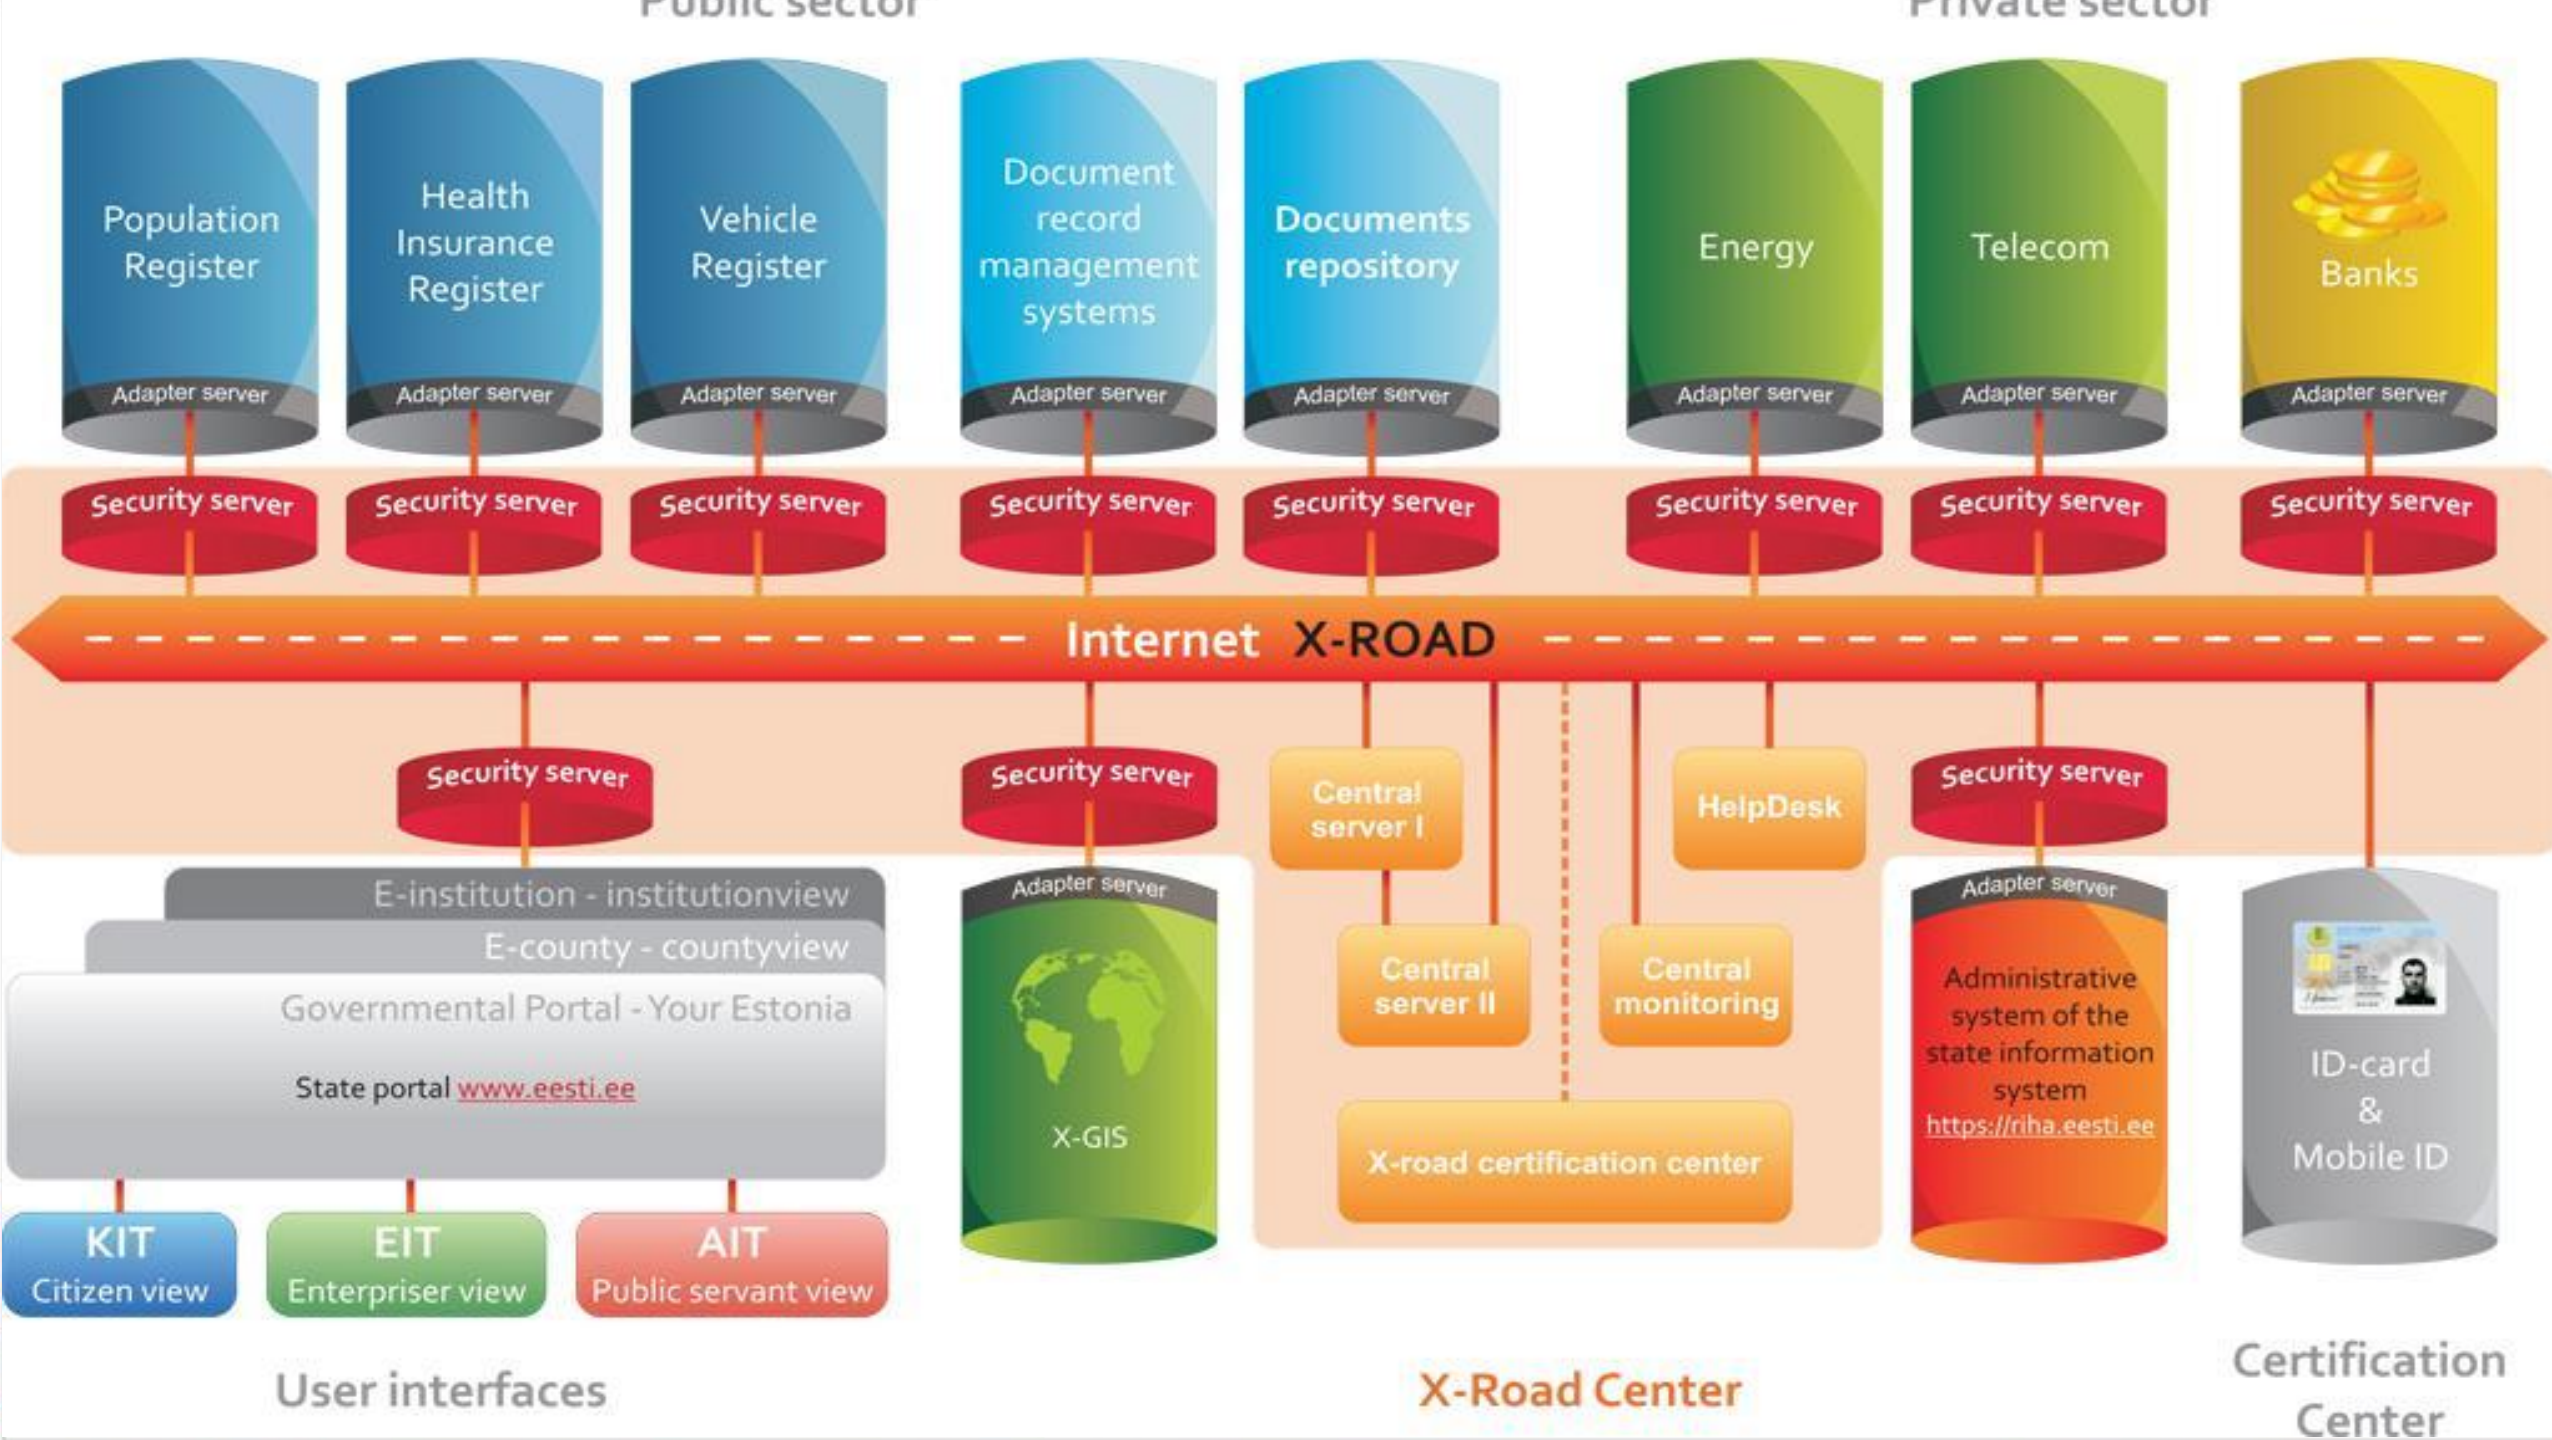 Public sector
Private sector
Population
Register
Health
Insurance
Register
Vehicle
Register
Document
record
management
systems
Documents
repository
Energy
Telecom
Banks
Adapter server
Adapter server
Adapter server
Adapter server
Adapter server
Adapter server
Adapter server
Adapter server
Security server
Security server
Security server
Security server
Security server
Security server
Security server
Security server
Internet X-ROAD
Security server
Security server
Central
server I
HelpDesk
Security server
E-institution - institutionview
E-county - countyview
Governmental Portal - Your Estonia
State portal www.eesti.ee
Adapter server
X-GIS
Central
server II
Central
monitoring
X-road certification center
Adapter server
Administrative
system of the
state information
system
https://riha.eesti.ee
ID-card
&
Mobile ID
KIT
Citizen view
EIT
Enterpriser view
AIT
Public servant view
User interfaces
X-Road Center
Certification
Center